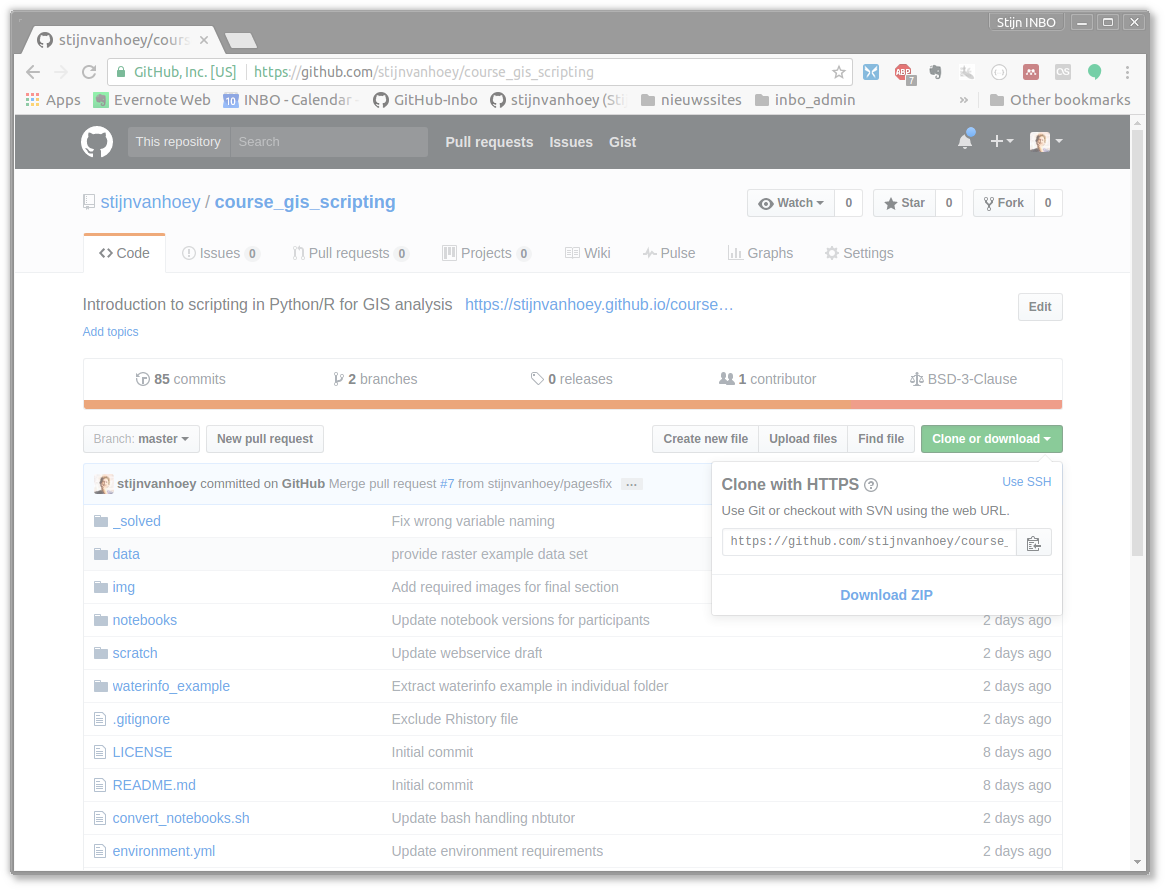 Stijn INBO
stijnvanhoey/cours
GitHub, Inc. [US] https://github.com/stijnvanhoey/course_gis_scripting
ABP 7 QS
Apps Evernote Web 10 INBO - Calendar GitHub-Inbo stijnvanhoey (Sti nieuwssites inbo_admin » Other bookmarks
This repository Search Pull requests Issues Gist
stijnvanhoey / course_gis_scripting
Watch 0 Star 0 Fork 0
Code Issues 0 Pull requests 0 Projects 0 Wiki Pulse Graphs Settings
Introduction to scripting in Python/R for GIS analysis https://stijnvanhoey.github.io/course…
Edit
Add topics
85 commits 2 branches 0 releases 1 contributor BSD-3-Clause
Branch: master New pull request Create new file Upload files Find file Clone or download
stijnvanhoey committed on GitHub Merge pull request #7 from stijnvanhoey/pagesfix …
Clone with HTTPS ? Use SSH
Use Git or checkout with SVN using the web URL.
https://github.com/stijnvanhoey/course_
Download ZIP
_solved Fix wrong variable naming
data provide raster example data set
img Add required images for final section
notebooks Update notebook versions for participants 2 days ago
scratch Update webservice draft 2 days ago
waterinfo_example Extract waterinfo example in individual folder 2 days ago
.gitignore Exclude Rhistory file 2 days ago
LICENSE Initial commit 8 days ago
README.md Initial commit 8 days ago
convert_notebooks.sh Update bash handling nbtutor 2 days ago
environment.yml Update environment requirements 2 days ago